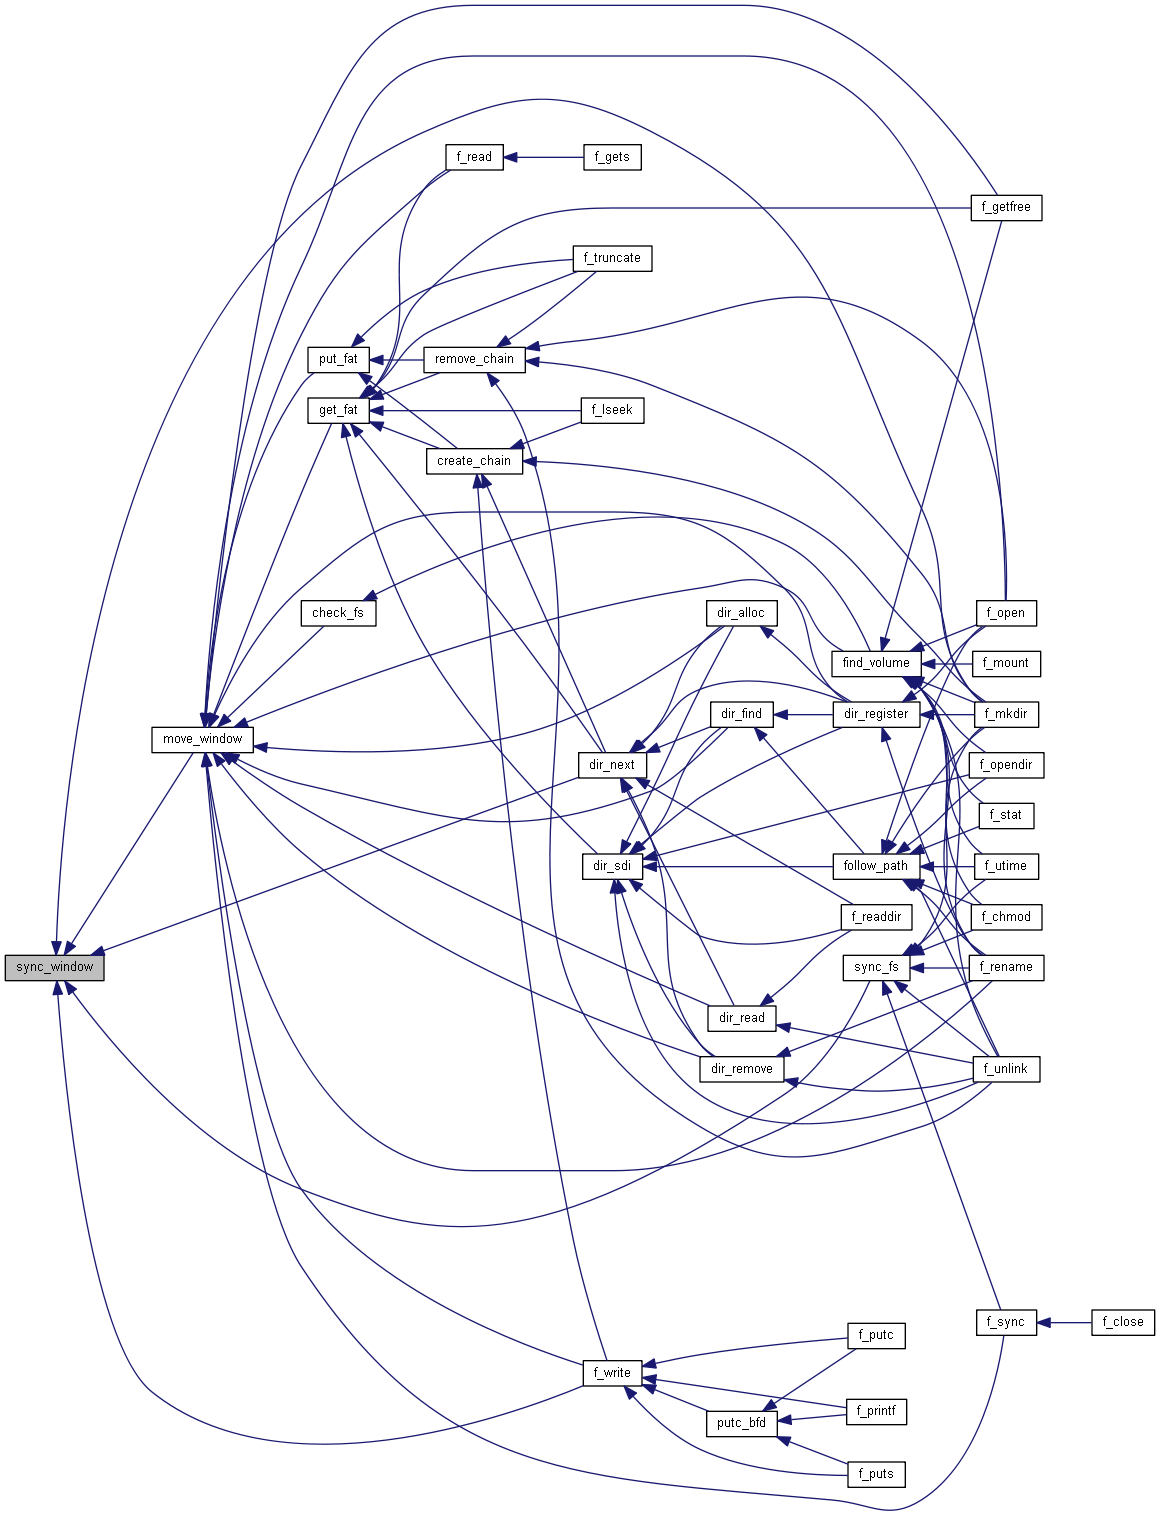 f_read
f_gets
f_getfree
f_truncate
put_fat
remove_chain
get_fat
f_lseek
create_chain
check_fs
dir_alloc
f_open
find_volume
f_mount
dir_find
dir_register
f_mkdir
move_window
dir_next
f_opendir
f_stat
dir_sdi
follow_path
f_utime
f_readdir
f_chmod
sync_window
sync_fs
f_rename
dir_read
dir_remove
f_unlink
f_sync
f_close
f_putc
f_write
f_printf
putc_bfd
f_puts